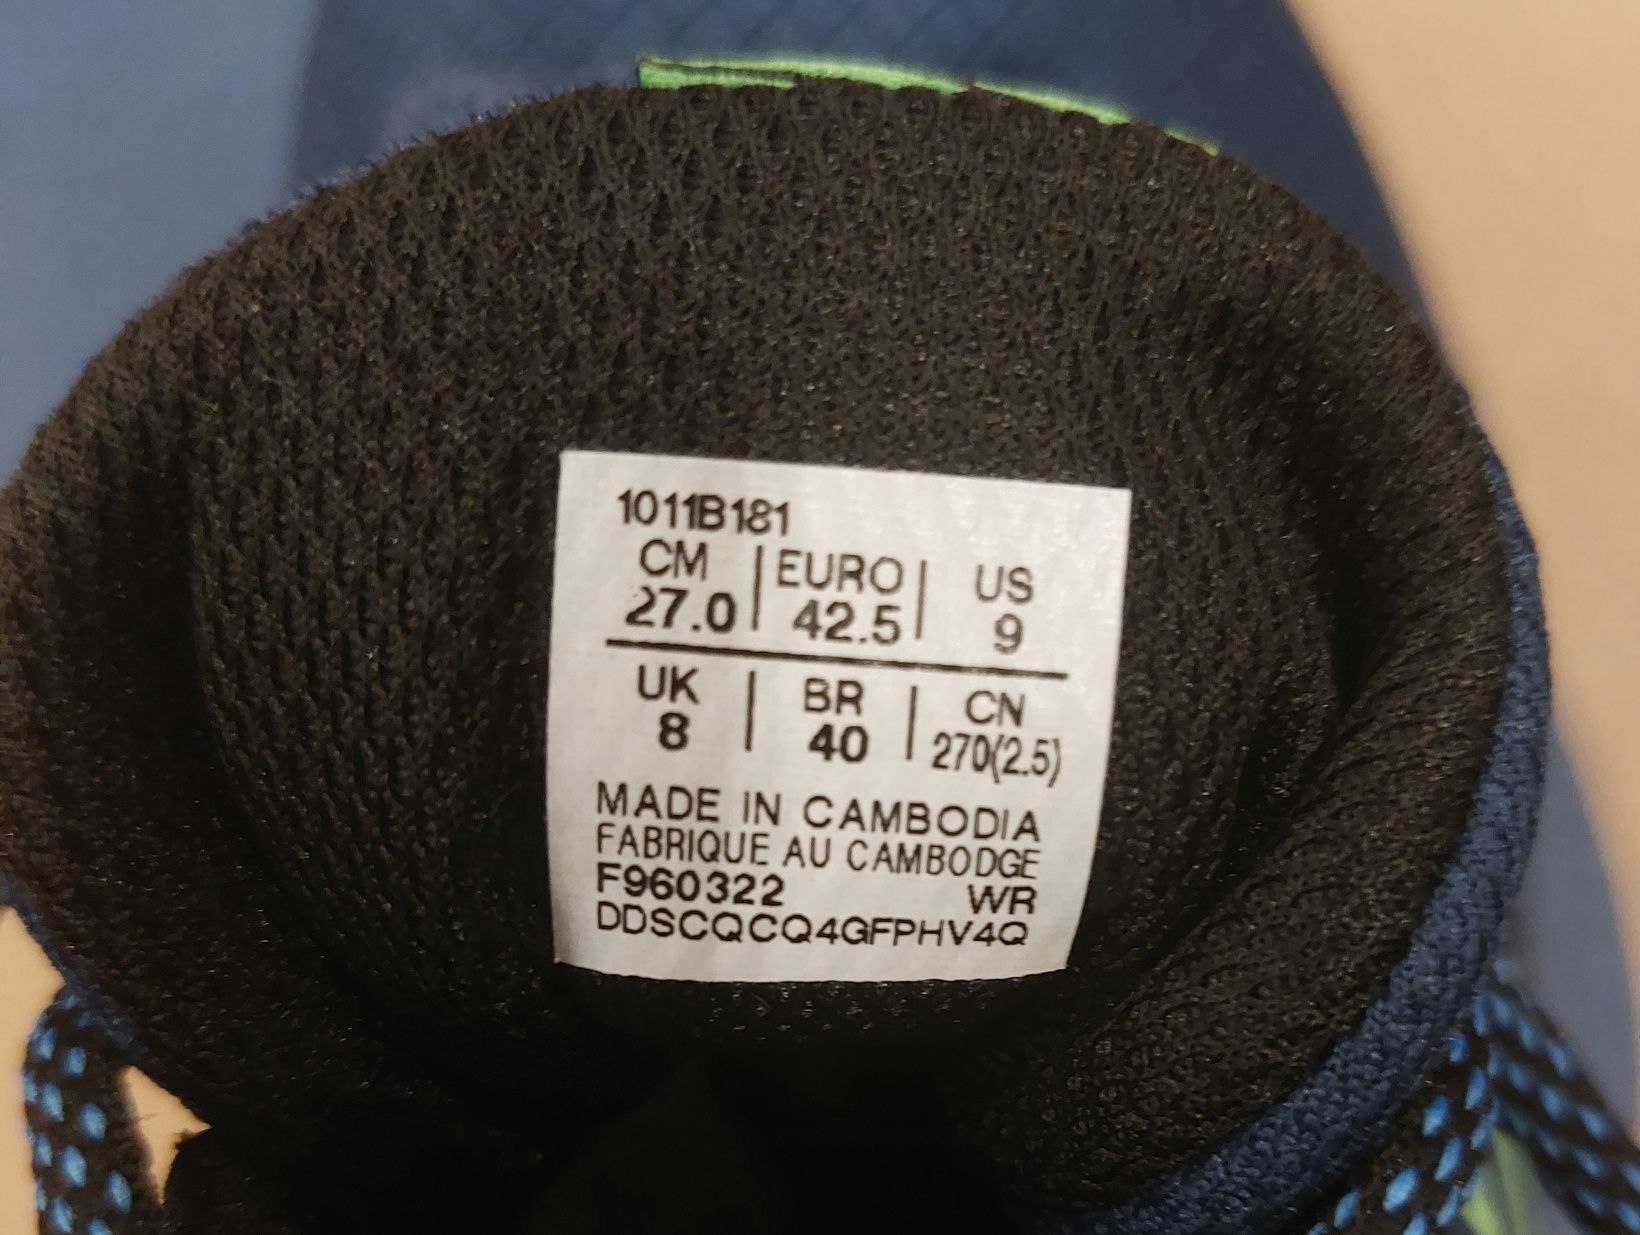 1011B181
CM | EURO | US
27.0 | 42.5 | 9
UK | BR | CN
8 | 40 | 270(2.5)
MADE IN CAMBODIA
FABRIQUE AU CAMBODGE
F960322 WR
DDSCQCQ4GFPHV4Q